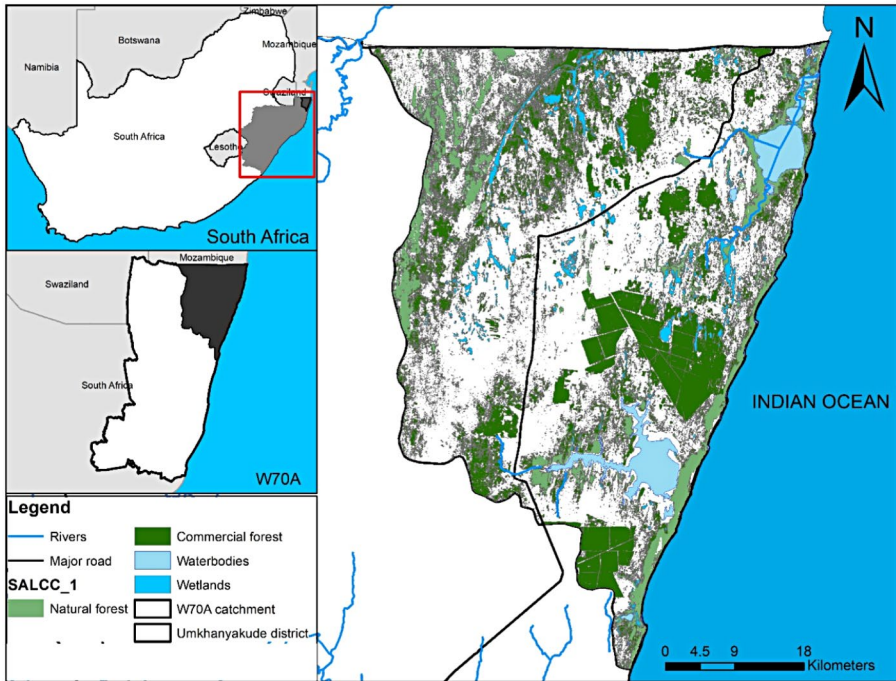 Zimbabwe
Botswana
Mozambique
Namibia
Swaziland
South Africa
Lesotho
South Africa
Mozambique
Swaziland
South Africa
W70A
Legend
Rivers
Major road
SALCC_1
Natural forest
Commercial forest
Waterbodies
Wetlands
W70A catchment
Umkhanyakude district
N
INDIAN OCEAN
0 4.5 9 18
Kilometers